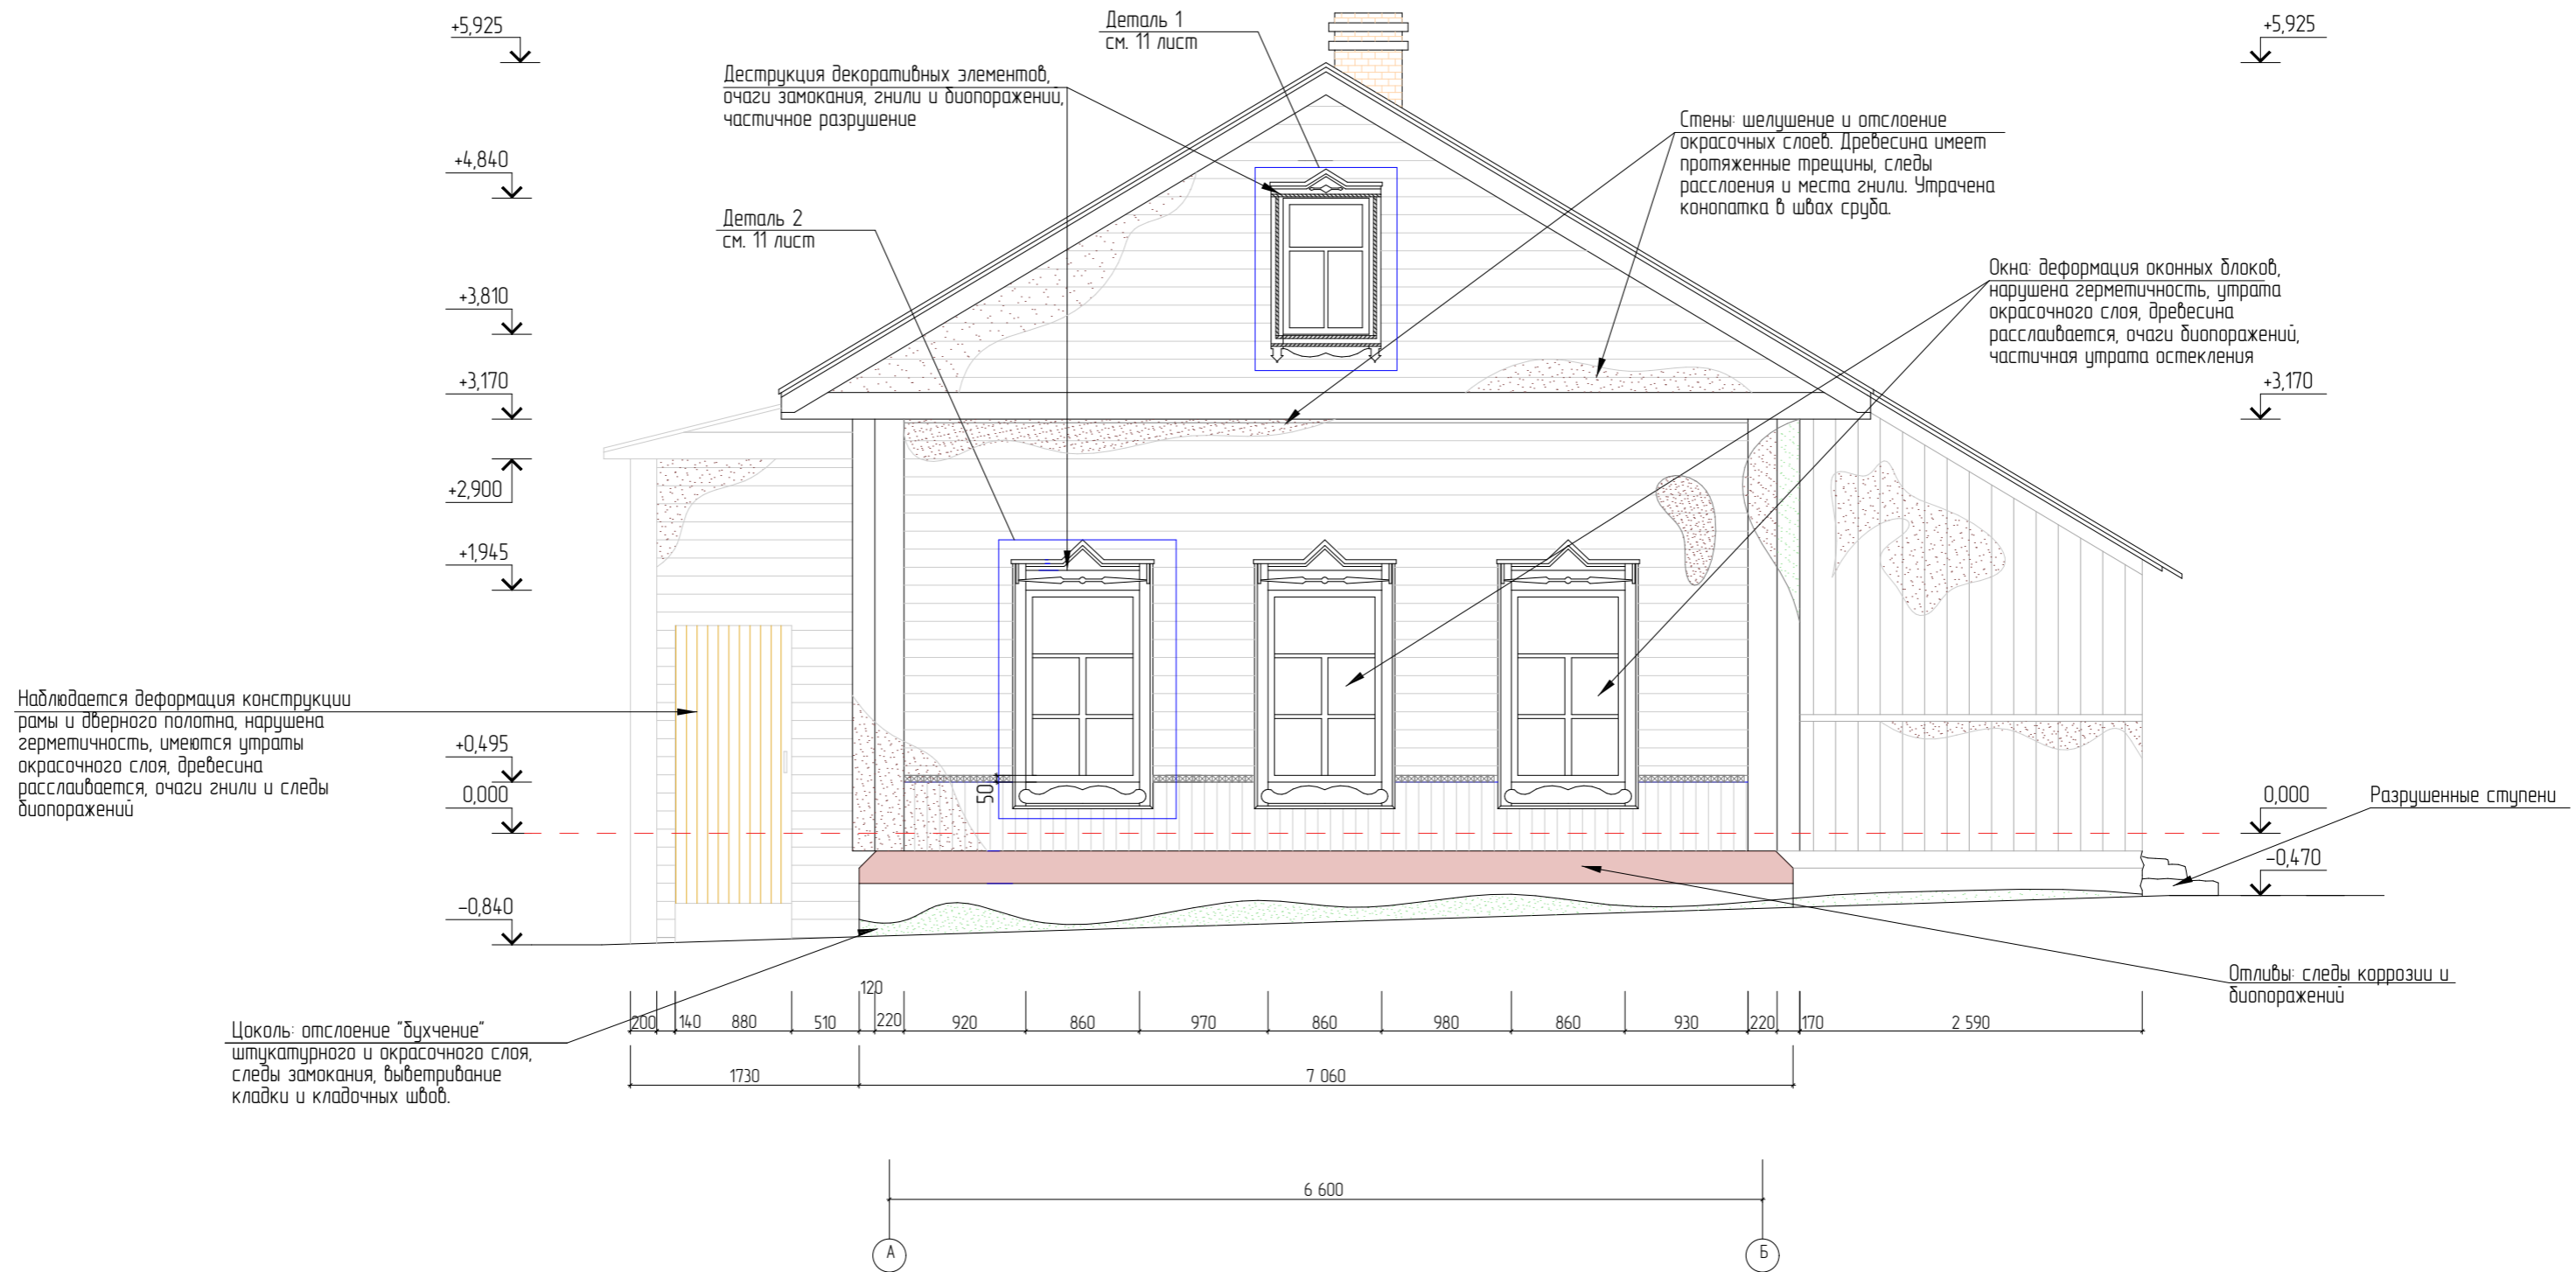 +5,925
+4,840
+3,810
+3,170
+2,900
+1,945
+0,495
0,000
-0,840
Деталь 1
см. 11 лист
Деструкция декоративных элементов,
очаги замокания, гнили и биопоражений,
частичное разрушение
Деталь 2
см. 11 лист
Стены: шелушение и отслоение
окрасочных слоев. Древесина имеет
протяженные трещины, следы
расслоения и места гнили. Утрачена
конопатка в швах сруба.
Окна: деформация оконных блоков,
нарушена герметичность, утрата
окрасочного слоя, древесина
расслаивается, очаги биопоражений,
частичная утрата остекления
+5,925
+3,170
0,000
-0,470
Разрушенные ступени
Наблюдается деформация конструкции
рамы и дверного полотна, нарушена
герметичность, имеются утраты
окрасочного слоя, древесина
расслаивается, очаги гнили и следы
биопоражений
50
Отливы: следы коррозии и
биопоражений
Цоколь: отслоение "бухчение"
штукатурного и окрасочного слоя,
следы замокания, выветривание
кладки и кладочных швов.
120
200 140 880 510 220 920 860 970 860 980 860 930 220 170 2 590
1730 7 060
6 600
А Б